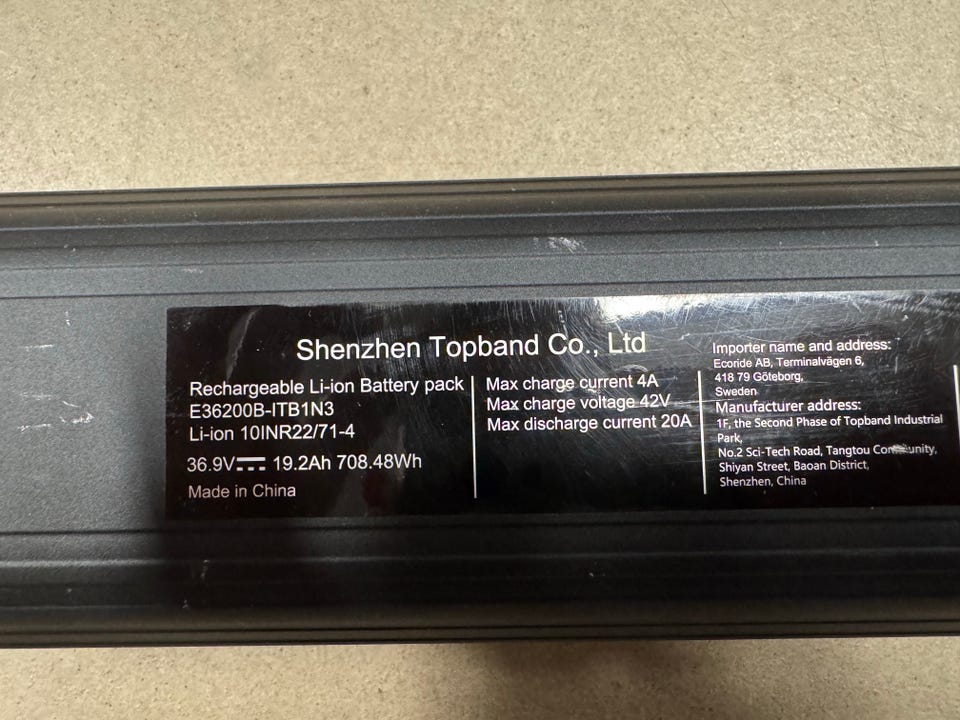 Shenzhen Topband Co., Ltd
Rechargeable Li-ion Battery pack
E36200B-ITB1N3
Li-ion 10INR22/71-4
36.9V 19.2Ah 708.48Wh
Made in China
Max charge current 4A
Max charge voltage 42V
Max discharge current 20A
Importer name and address:
Ecoride AB, Terminalvägen 6,
418 79 Göteborg,
Sweden
Manufacturer address:
1F, the Second Phase of Topband Industrial
Park,
No.2 Sci-Tech Road, Tangtou Community,
Shiyan Street, Baoan District,
Shenzhen, China